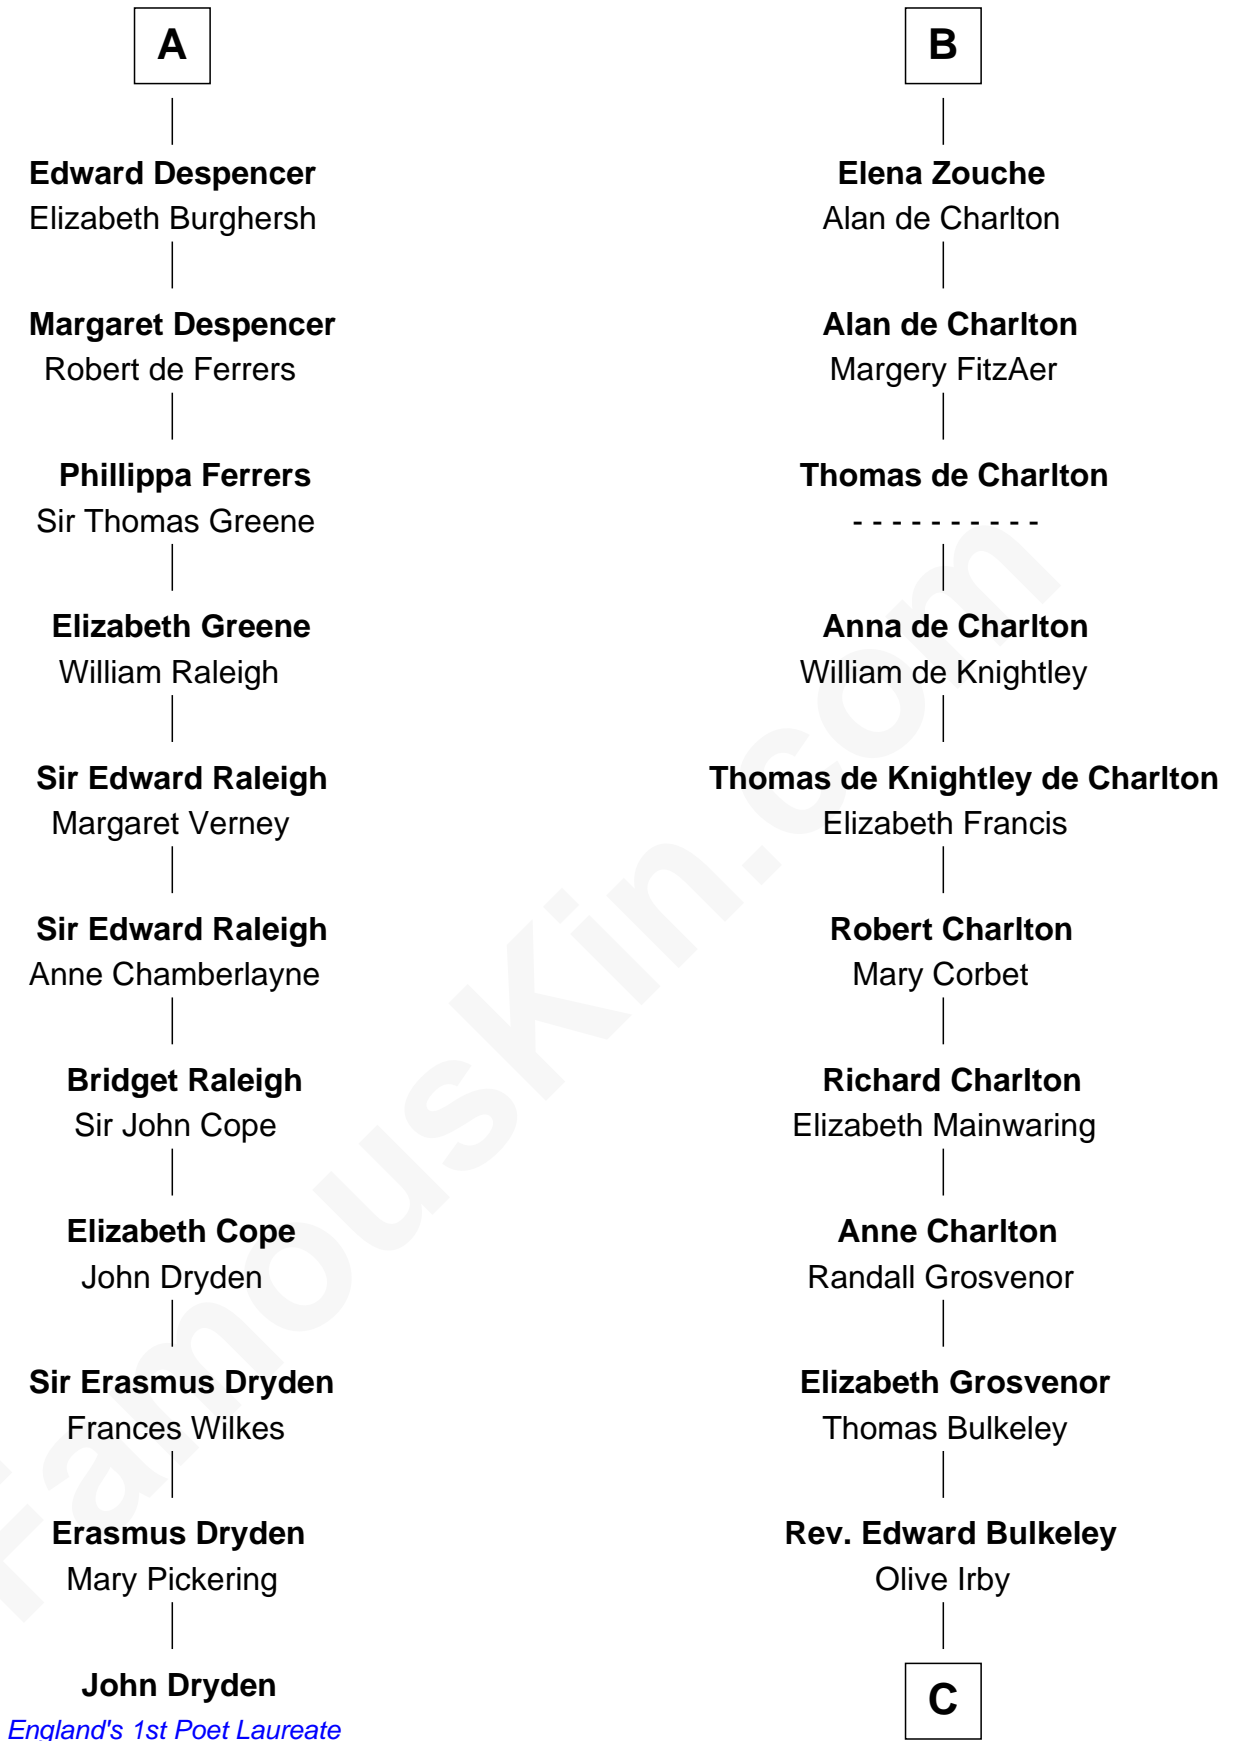 A
Edward Despencer
Elizabeth Burghersh
Margaret Despencer
Robert de Ferrers
Phillippa Ferrers
Sir Thomas Greene
Elizabeth Greene
William Raleigh
Sir Edward Raleigh
Margaret Verney
Sir Edward Raleigh
Anne Chamberlayne
Bridget Raleigh
Sir John Cope
Elizabeth Cope
John Dryden
Sir Erasmus Dryden
Frances Wilkes
Erasmus Dryden
Mary Pickering
John Dryden
England's 1st Poet Laureate
B
Elena Zouche
Alan de Charlton
Alan de Charlton
Margery FitzAer
Thomas de Charlton
- - - - - - - - - -
Anna de Charlton
William de Knightley
Thomas de Knightley de Charlton
Elizabeth Francis
Robert Charlton
Mary Corbet
Richard Charlton
Elizabeth Mainwaring
Anne Charlton
Randall Grosvenor
Elizabeth Grosvenor
Thomas Bulkeley
Rev. Edward Bulkeley
Olive Irby
C
FamousKin.com